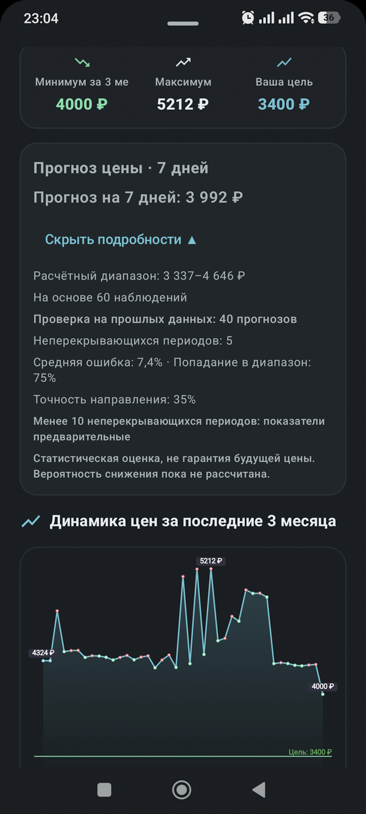 23:04
36
Минимум за 3 ме
4000 ₽
Максимум
5212 ₽
Ваша цель
3400 ₽
Прогноз цены · 7 дней
Прогноз на 7 дней: 3 992 ₽
Скрыть подробности ▲
Расчётный диапазон: 3 337–4 646 ₽
На основе 60 наблюдений
Проверка на прошлых данных: 40 прогнозов
Неперекрывающихся периодов: 5
Средняя ошибка: 7,4% · Попадание в диапазон:
75%
Точность направления: 35%
Менее 10 неперекрывающихся периодов: показатели
предварительные
Статистическая оценка, не гарантия будущей цены.
Вероятность снижения пока не рассчитана.
Динамика цен за последние 3 месяца
5212 ₽
4324 ₽
4000 ₽
Цель: 3400 ₽